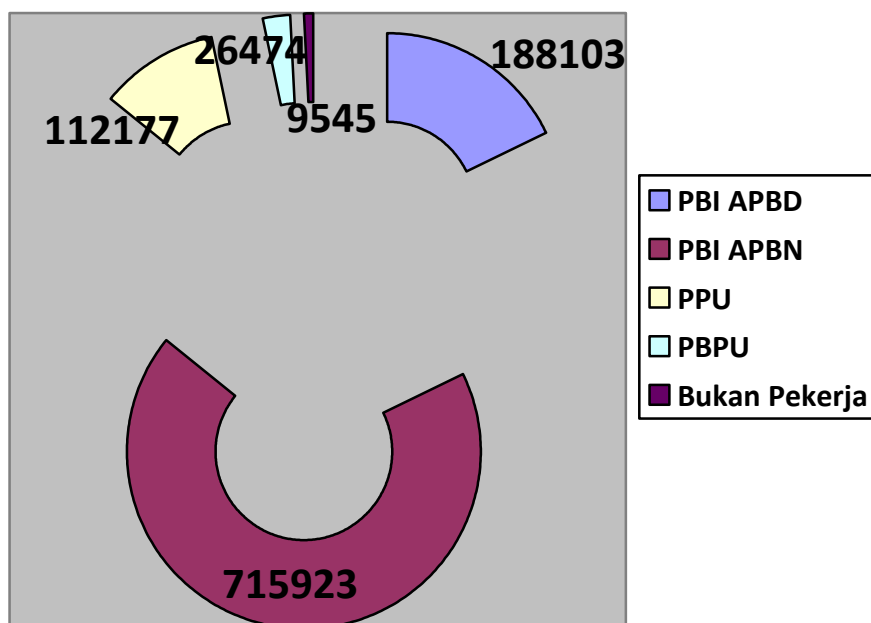 26474
188103
112177
9545
715923
PBI APBD
PBI APBN
PPU
PBPU
Bukan Pekerja